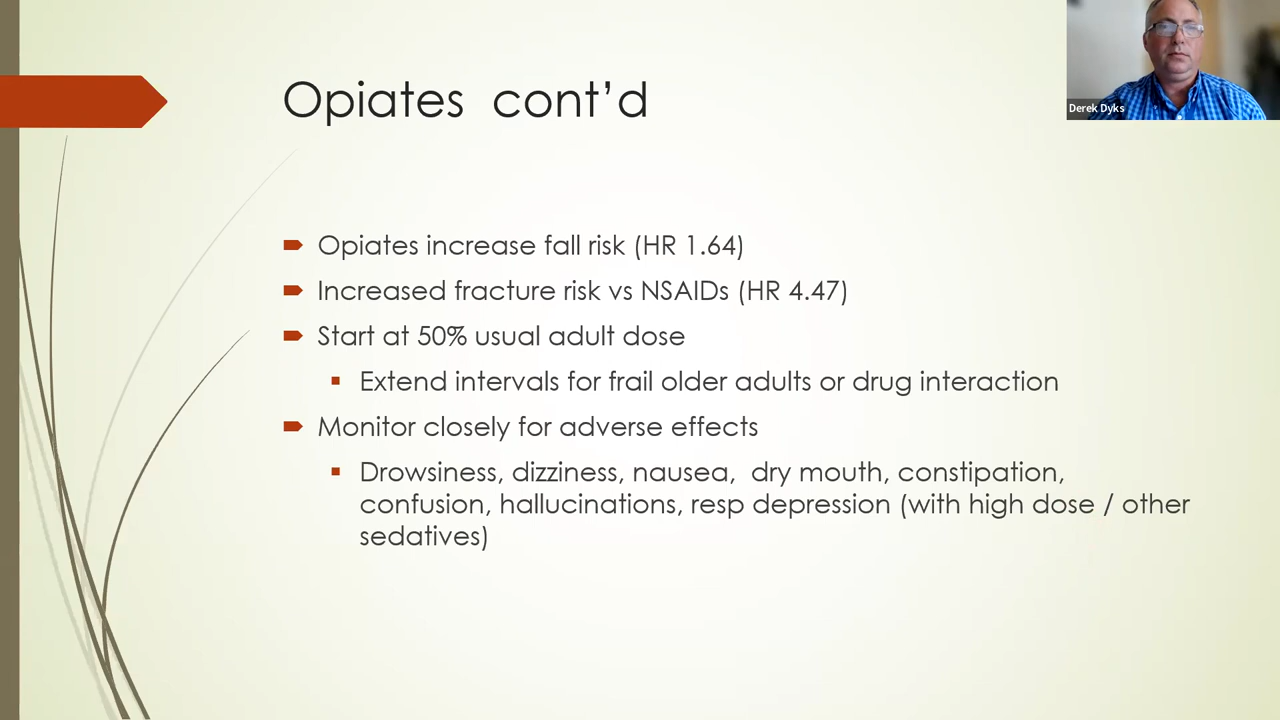 Opiates cont’d
Derek Dyks
Opiates increase fall risk (HR 1.64)
Increased fracture risk vs NSAIDs (HR 4.47)
Start at 50% usual adult dose
Extend intervals for frail older adults or drug interaction
Monitor closely for adverse effects
Drowsiness, dizziness, nausea, dry mouth, constipation,
confusion, hallucinations, resp depression (with high dose / other
sedatives)